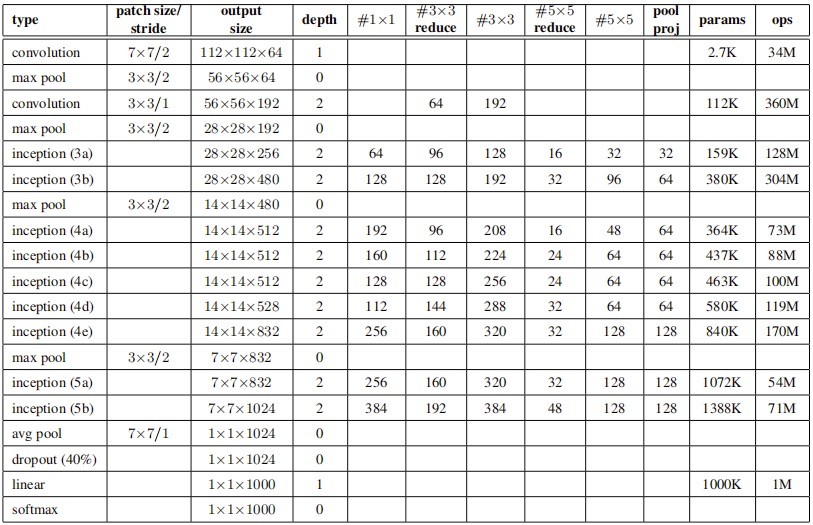 type patch size/ stride output size depth #1×1 #3×3 reduce #3×3 #5×5 reduce #5×5 pool proj params ops
convolution 7×7/2 112×112×64 1 2.7K 34M
max pool 3×3/2 56×56×64 0
convolution 3×3/1 56×56×192 2 64 192 112K 360M
max pool 3×3/2 28×28×192 0
inception (3a) 28×28×256 2 64 96 128 16 32 32 159K 128M
inception (3b) 28×28×480 2 128 128 192 32 96 64 380K 304M
max pool 3×3/2 14×14×480 0
inception (4a) 14×14×512 2 192 96 208 16 48 64 364K 73M
inception (4b) 14×14×512 2 160 112 224 24 64 64 437K 88M
inception (4c) 14×14×512 2 128 128 256 24 64 64 463K 100M
inception (4d) 14×14×528 2 112 144 288 32 64 64 580K 119M
inception (4e) 14×14×832 2 256 160 320 32 128 128 840K 170M
max pool 3×3/2 7×7×832 0
inception (5a) 7×7×832 2 256 160 320 32 128 128 1072K 54M
inception (5b) 7×7×1024 2 384 192 384 48 128 128 1388K 71M
avg pool 7×7/1 1×1×1024 0
dropout (40%) 1×1×1024 0
linear 1×1×1000 1 1000K 1M
softmax 1×1×1000 0